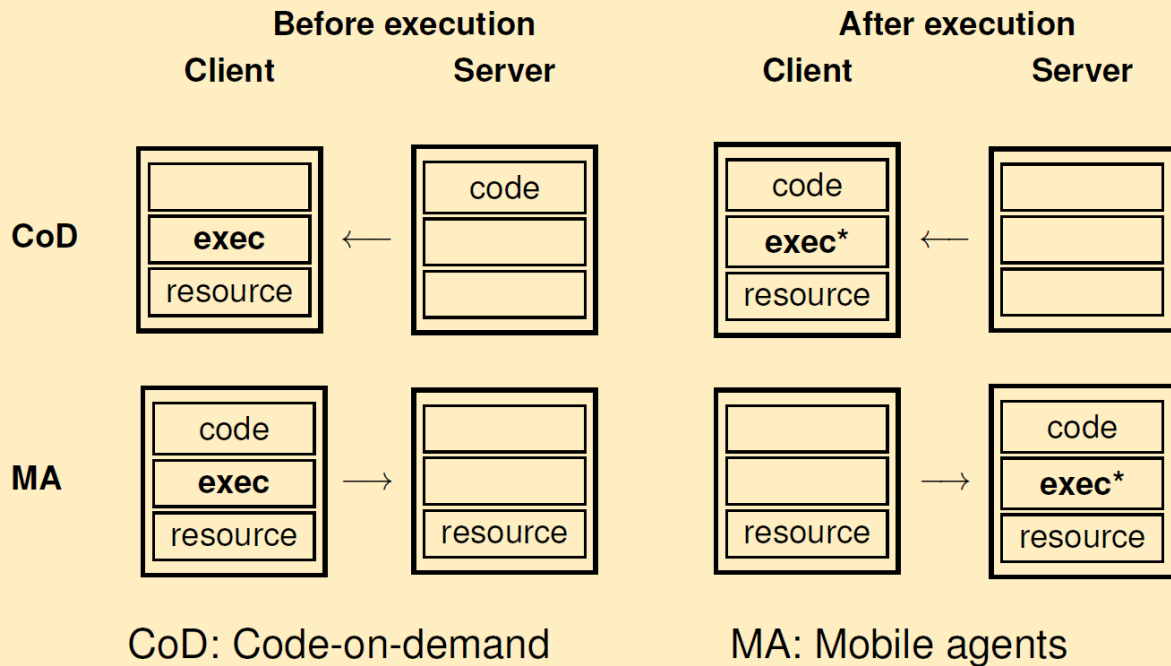 Before execution After execution
Client Server Client Server
code code
CoD exec ← exec* ←
resource resource
code code
MA exec → → exec*
resource resource resource resource
CoD: Code-on-demand MA: Mobile agents